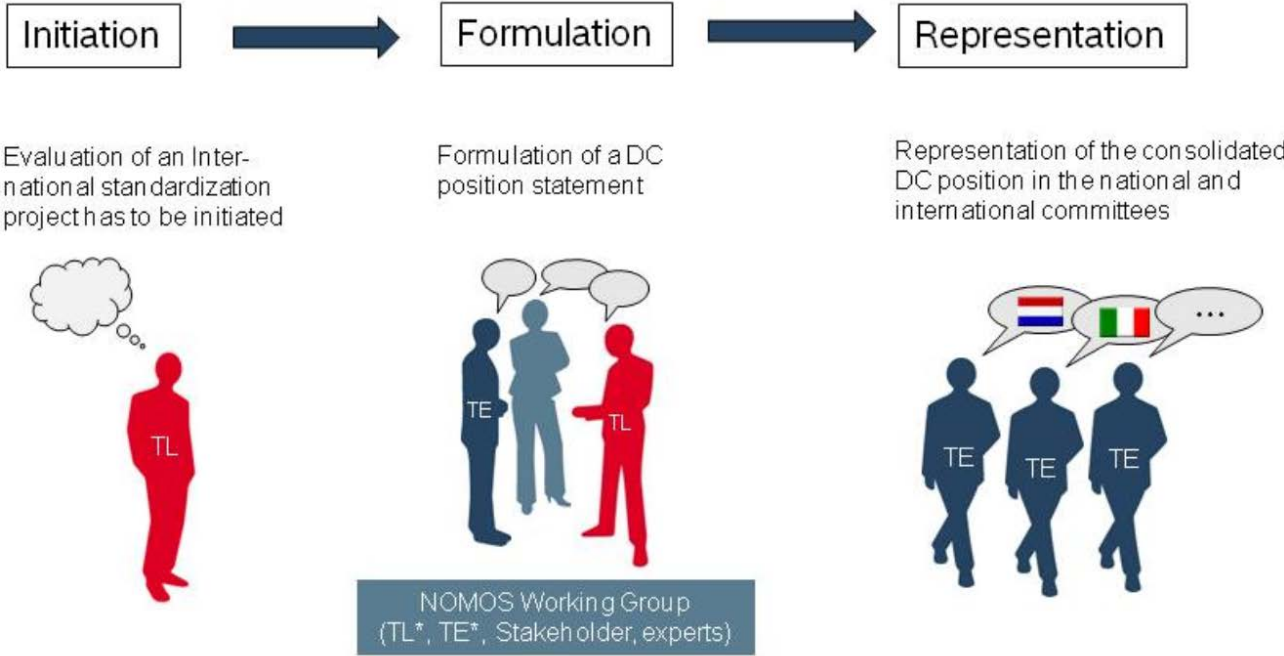 Initiation
Formulation
Representation
Evaluation of an Inter-
national standardization
project has to be initiated
Formulation of a DC
position statement
Representation of the consolidated
DC position in the national and
international committees
TL
TE
TL
...
TE
TE
TE
NOMOS Working Group
(TL*, TE*, Stakeholder, experts)